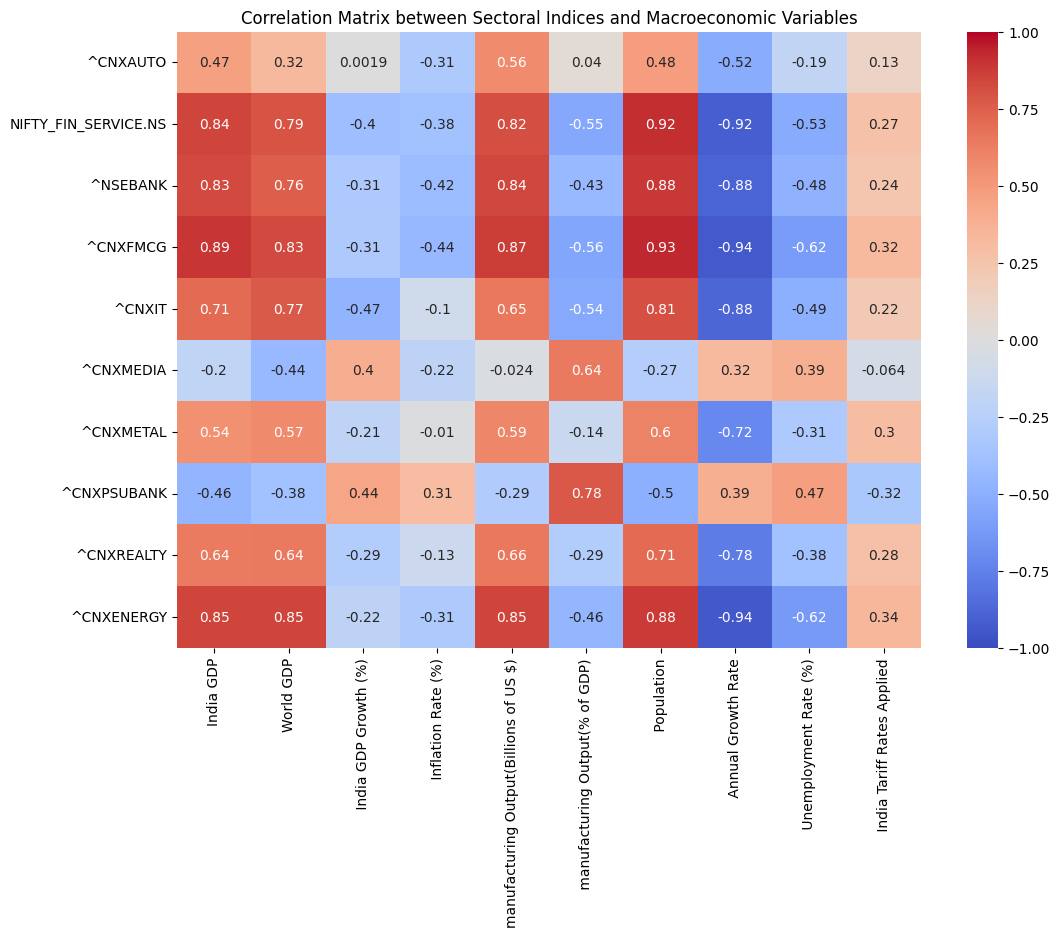 Correlation Matrix between Sectoral Indices and Macroeconomic Variables
^CNXAUTO 0.47 0.32 0.0019 -0.31 0.56 0.04 0.48 -0.52 -0.19 0.13
NIFTY_FIN_SERVICE.NS 0.84 0.79 -0.4 -0.38 0.82 -0.55 0.92 -0.92 -0.53 0.27
^NSEBANK 0.83 0.76 -0.31 -0.42 0.84 -0.43 0.88 -0.88 -0.48 0.24
^CNXFMCG 0.89 0.83 -0.31 -0.44 0.87 -0.56 0.93 -0.94 -0.62 0.32
^CNXIT 0.71 0.77 -0.47 -0.1 0.65 -0.54 0.81 -0.88 -0.49 0.22
^CNXMEDIA -0.2 -0.44 0.4 -0.22 -0.024 0.64 -0.27 0.32 0.39 -0.064
^CNXMETAL 0.54 0.57 -0.21 -0.01 0.59 -0.14 0.6 -0.72 -0.31 0.3
^CNXPSUBANK -0.46 -0.38 0.44 0.31 -0.29 0.78 -0.5 0.39 0.47 -0.32
^CNXREALTY 0.64 0.64 -0.29 -0.13 0.66 -0.29 0.71 -0.78 -0.38 0.28
^CNXENERGY 0.85 0.85 -0.22 -0.31 0.85 -0.46 0.88 -0.94 -0.62 0.34
India GDP
World GDP
India GDP Growth (%)
Inflation Rate (%)
manufacturing Output(Billions of US $)
manufacturing Output(% of GDP)
Population
Annual Growth Rate
Unemployment Rate (%)
India Tariff Rates Applied
1.00
0.75
0.50
0.25
0.00
−0.25
−0.50
−0.75
−1.00